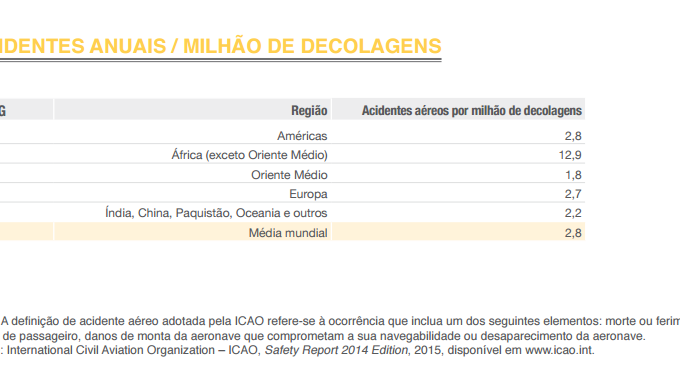 IDENTES ANUAIS / MILHÃO DE DECOLAGENS
G Região Acidentes aéreos por milhão de decolagens
Américas 2,8
África (exceto Oriente Médio) 12,9
Oriente Médio 1,8
Europa 2,7
Índia, China, Paquistão, Oceania e outros 2,2
Média mundial 2,8
A definição de acidente aéreo adotada pela ICAO refere-se à ocorrência que inclua um dos seguintes elementos: morte ou ferim
de passageiro, danos de monta da aeronave que comprometam a sua navegabilidade ou desaparecimento da aeronave.
: International Civil Aviation Organization – ICAO, Safety Report 2014 Edition, 2015, disponível em www.icao.int.